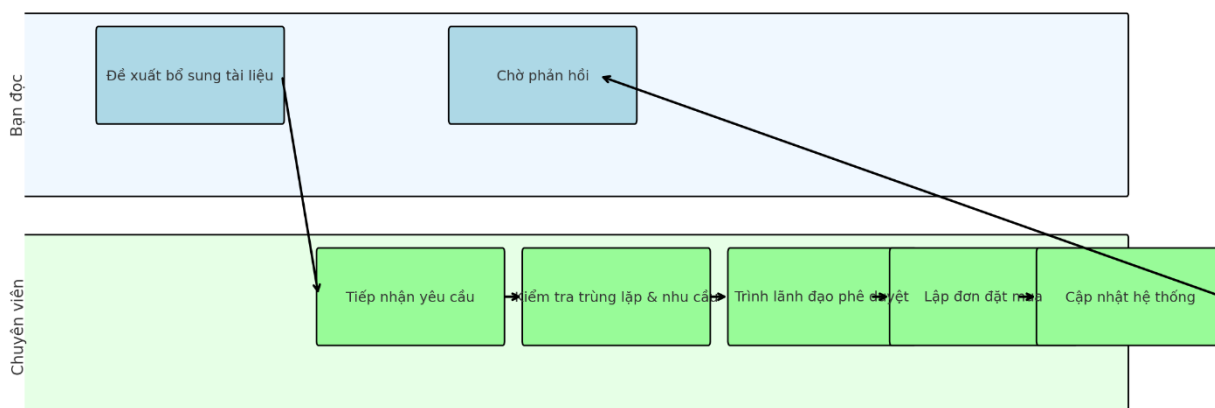 Bạn đọc
Đề xuất bổ sung tài liệu
Chờ phản hồi
Chuyên viên
Tiếp nhận yêu cầu
Kiểm tra trùng lặp & nhu cầu
Trình lãnh đạo phê duyệt
Lập đơn đặt mua
Cập nhật hệ thống